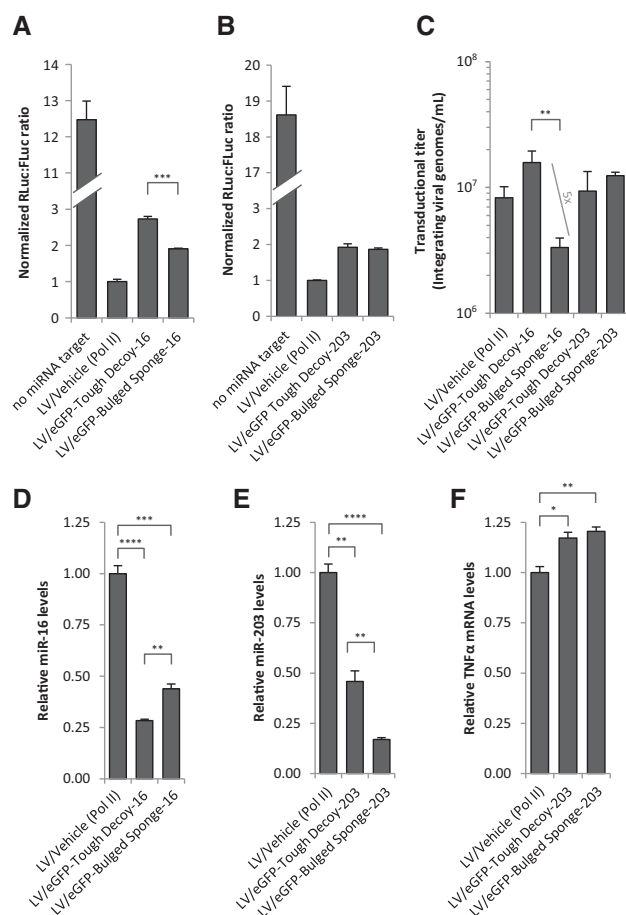 A
Normalized RLuc:FLuc ratio
14
13
12
11
3
2
1
0
***
no miRNA target
LV/Vehicle (Pol II)
LV/eGFP-Tough Decoy-16
LV/eGFP-Bulged Sponge-16
B
Normalized RLuc:FLuc ratio
20
19
18
17
3
2
1
0
no miRNA target
LV/Vehicle (Pol II)
LV/eGFP Tough Decoy-203
LV/eGFP-Bulged Sponge-203
C
Transductional titer
(Integrating viral genomes/mL)
10⁸
10⁷
10⁶
**
5x
LV/Vehicle (Pol II)
LV/eGFP-Tough Decoy-16
LV/eGFP-Bulged Sponge-16
LV/eGFP-Tough Decoy-203
LV/eGFP-Bulged Sponge-203
D
Relative miR-16 levels
1.25
1.00
0.75
0.50
0.25
0.00
***
****
**
LV/Vehicle (Pol II)
LV/eGFP-Tough Decoy-16
LV/eGFP-Bulged Sponge-16
E
Relative miR-203 levels
1.25
1.00
0.75
0.50
0.25
0.00
****
**
**
LV/Vehicle (Pol II)
LV/eGFP-Tough Decoy-203
LV/eGFP-Bulged Sponge-203
F
Relative TNFα mRNA levels
1.25
1.00
0.75
0.50
0.25
0.00
**
*
LV/Vehicle (Pol II)
LV/eGFP-Tough Decoy-203
LV/eGFP-Bulged Sponge-203